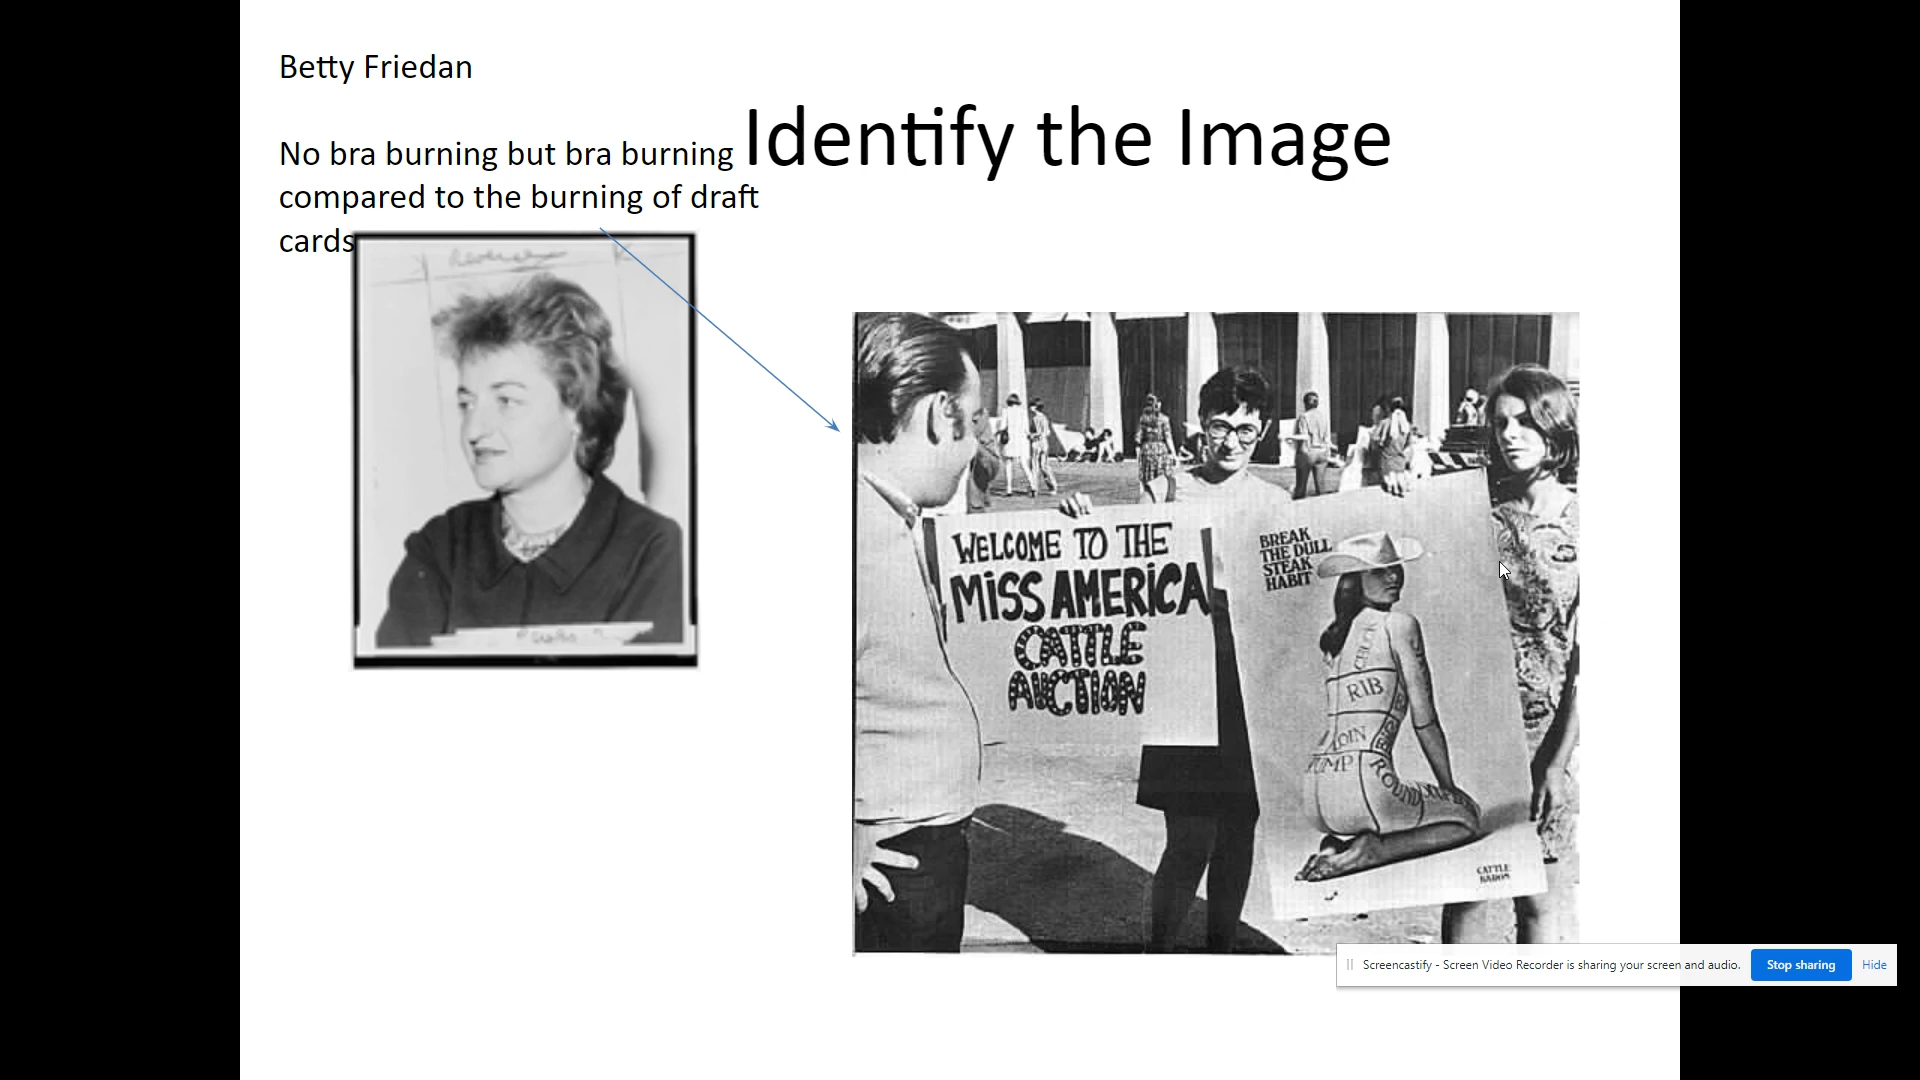 Betty Friedan
Identify the Image
No bra burning but bra burning
compared to the burning of draft
cards
WELCOME TO THE
MISS AMERICA
CATTLE
AUCTION
BREAK
THE DULL
STEAK
HABIT
CHUCK
RIB
LOIN
RUMP
ROUND
CATTLE
BARON
Screencastify - Screen Video Recorder is sharing your screen and audio.
Stop sharing
Hide